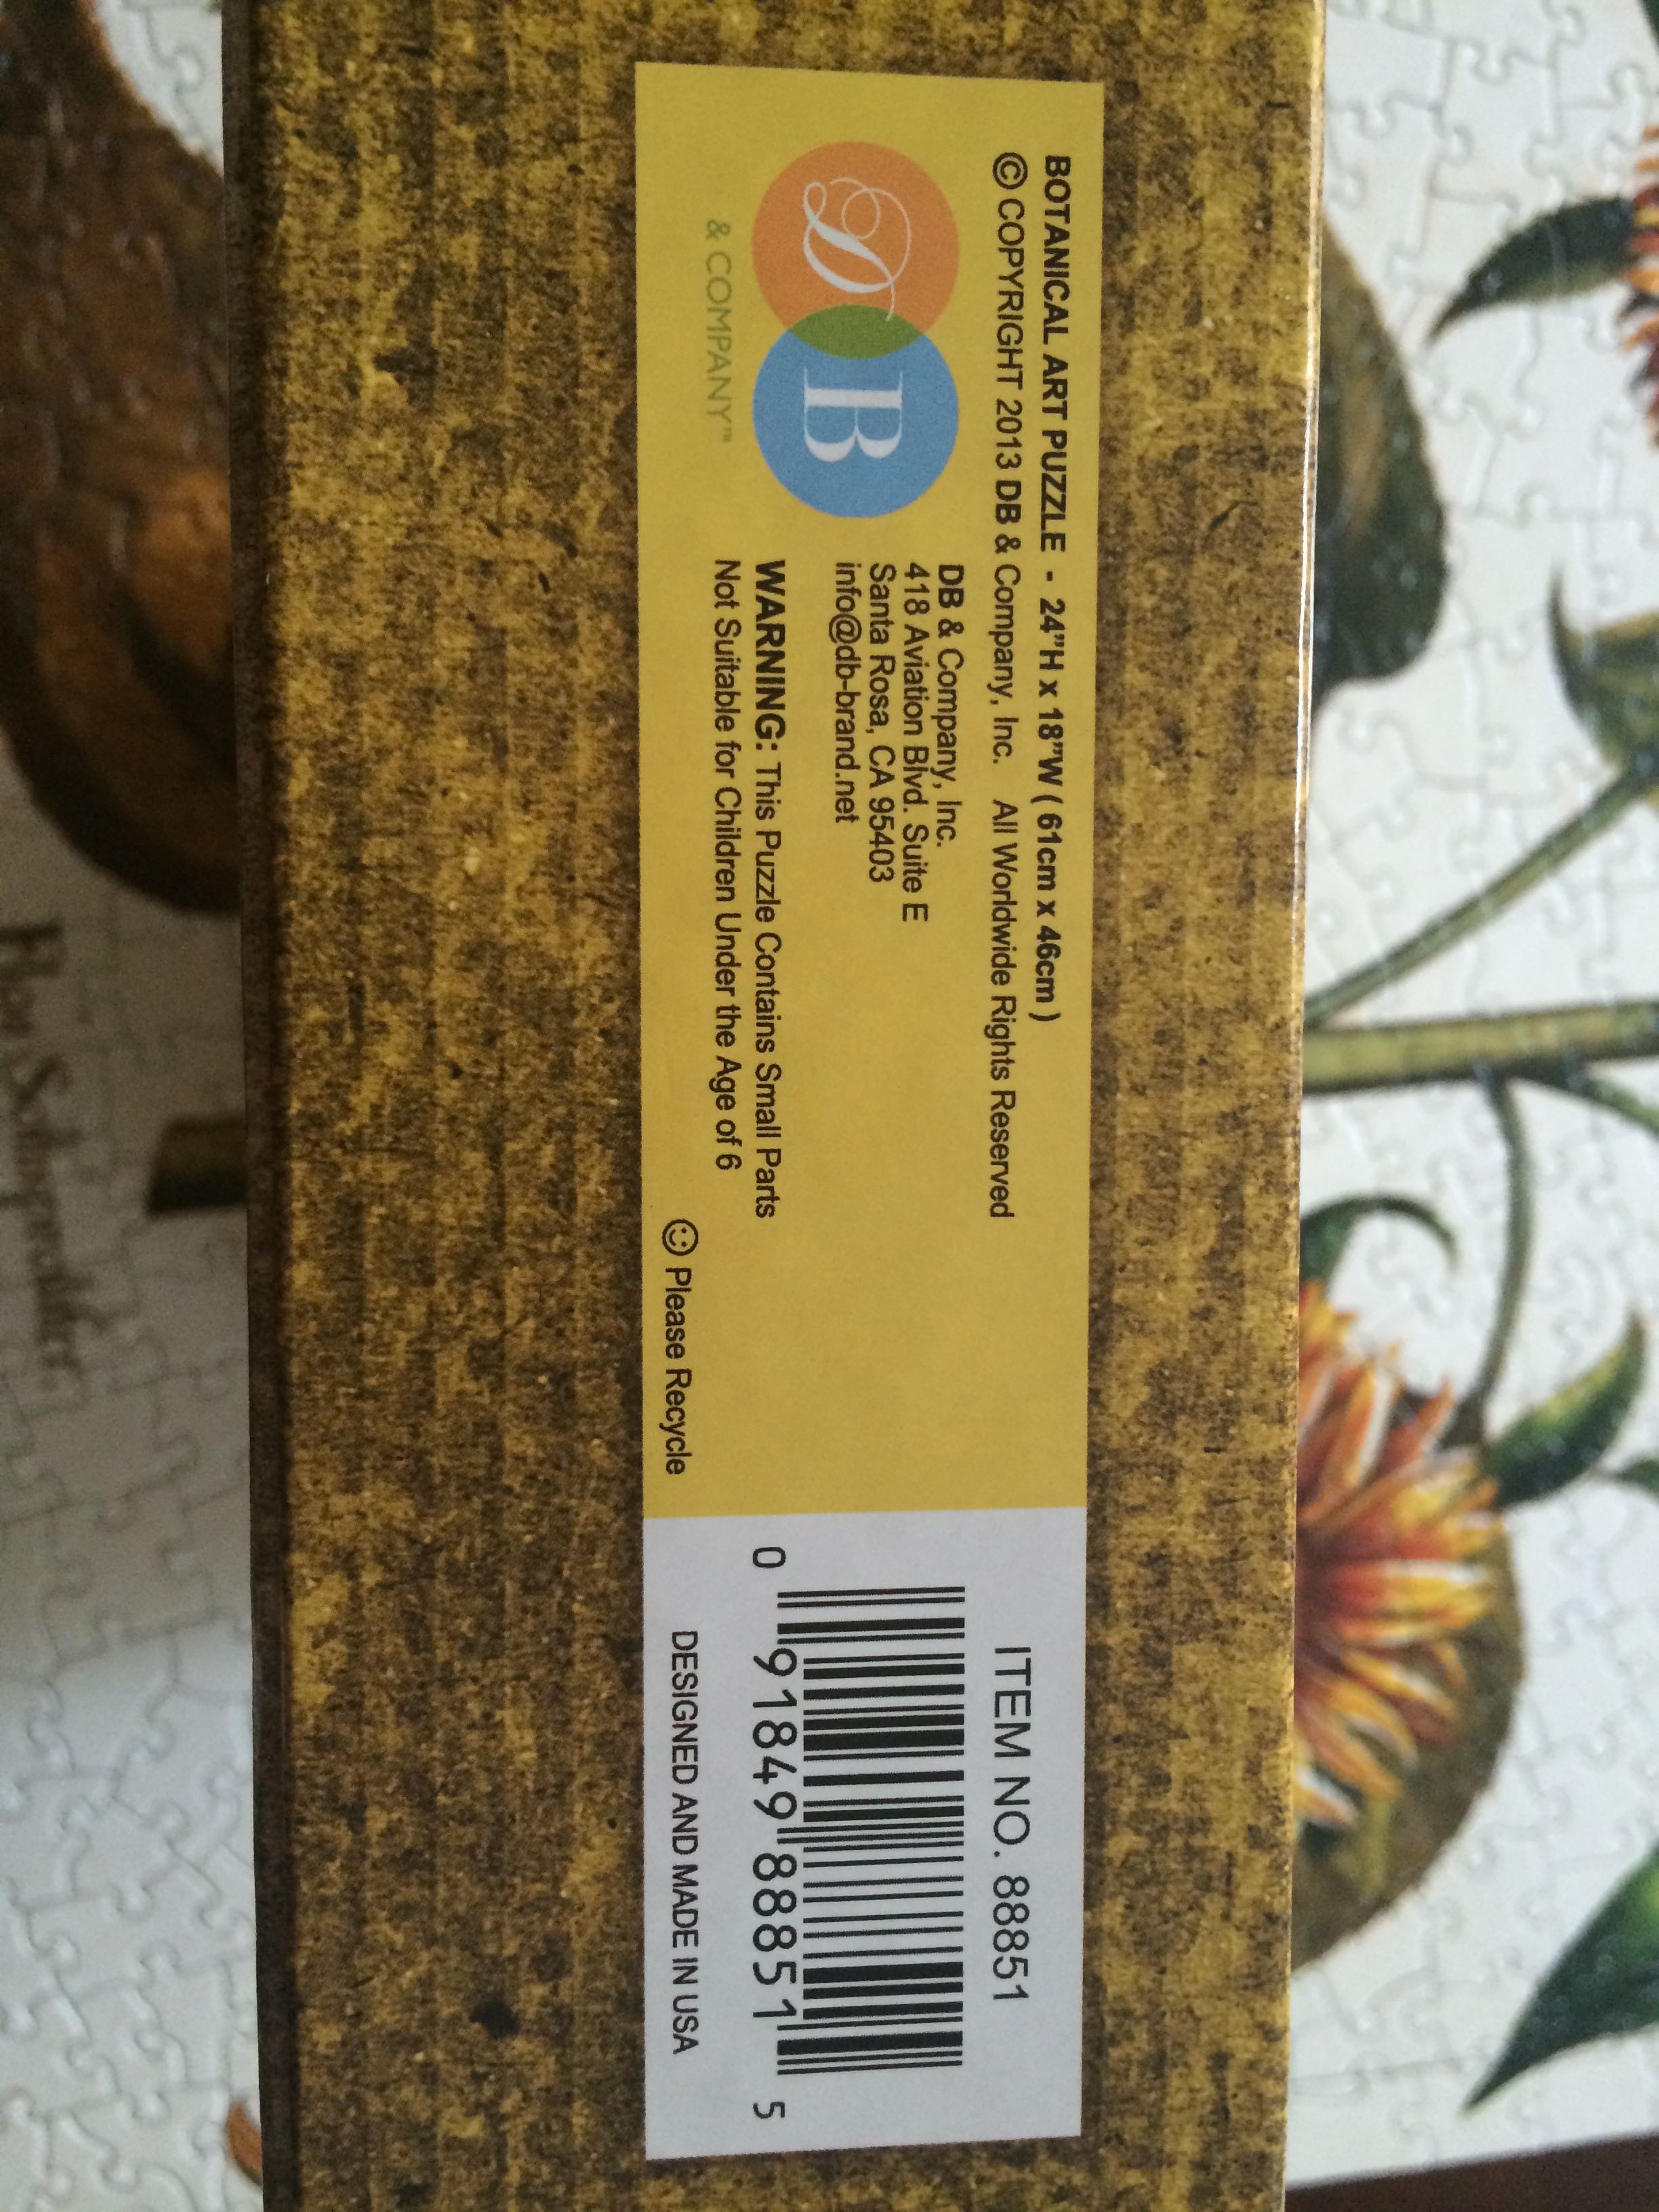 BOTANICAL ART PUZZLE - 24"H x 18"W ( 61cm x 46cm )
© COPYRIGHT 2013 DB & Company, Inc. All Worldwide Rights Reserved
D B
& COMPANY™
DB & Company, Inc.
418 Aviation Blvd. Suite E
Santa Rosa, CA 95403
info@db-brand.net
WARNING: This Puzzle Contains Small Parts
Not Suitable for Children Under the Age of 6
☺ Please Recycle
ITEM NO. 88851
0 91849 88851 5
DESIGNED AND MADE IN USA